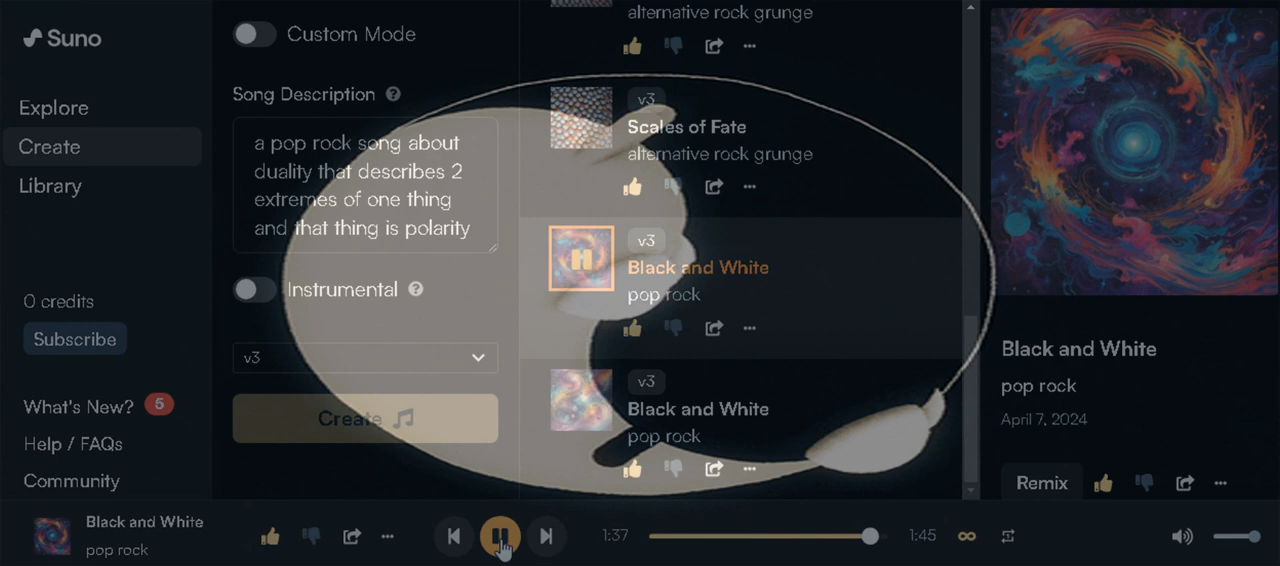 Suno
Explore
Create
Library
0 credits
Subscribe
What's New? 5
Help / FAQs
Community
Custom Mode
Song Description
a pop rock song about
duality that describes 2
extremes of one thing
and that thing is polarity
Instrumental
v3
Create
alternative rock grunge
v3
Scales of Fate
alternative rock grunge
v3
Black and White
pop rock
v3
Black and White
pop rock
Black and White
pop rock
April 7, 2024
Remix
Black and White
pop rock
1:37
1:45